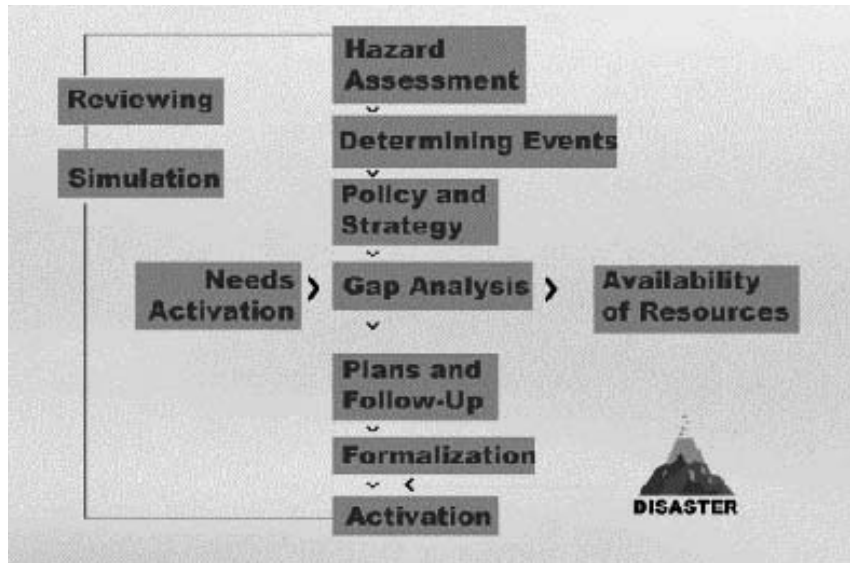 Hazard
Assessment
Reviewing
Determining Events
Simulation
Policy and
Strategy
Needs
Activation
Gap Analysis
Availability
of Resources
Plans and
Follow-Up
Formalization
Activation
DISASTER